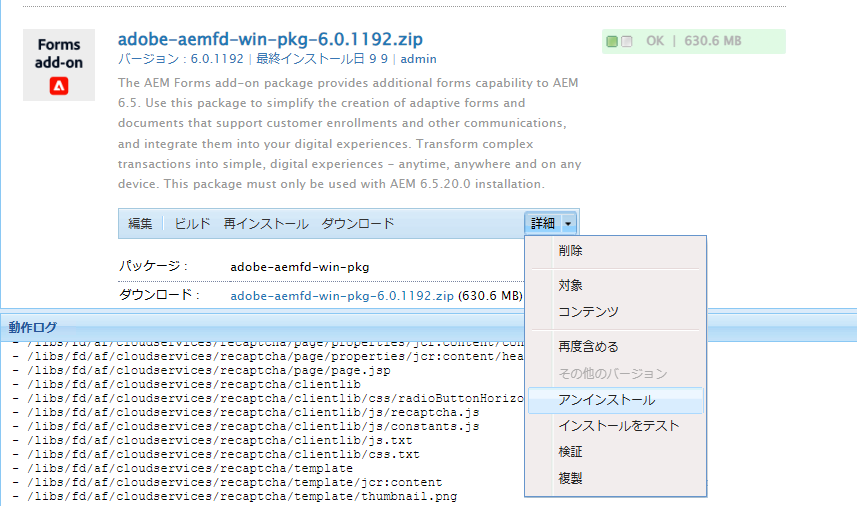 Forms
add-on
adobe-aemfd-win-pkg-6.0.1192.zip
バージョン : 6.0.1192 | 最終インストール日 9 9 | admin
OK | 630.6 MB
The AEM Forms add-on package provides additional forms capability to AEM
6.5. Use this package to simplify the creation of adaptive forms and
documents that support customer enrollments and other communications,
and integrate them into your digital experiences. Transform complex
transactions into simple, digital experiences – anytime, anywhere and on any
device. This package must only be used with AEM 6.5.20.0 installation.
編集 ビルド 再インストール ダウンロード 詳細
削除
対象
コンテンツ
再度含める
その他のバージョン
アンインストール
インストールをテスト
検証
複製
パッケージ : adobe-aemfd-win-pkg
ダウンロード : adobe-aemfd-win-pkg-6.0.1192.zip (630.6 MB)
動作ログ
- /libs/fd/af/cloudservices/recaptcha/page/properties/jcr:content/con
- /libs/fd/af/cloudservices/recaptcha/page/properties/jcr:content/hea
- /libs/fd/af/cloudservices/recaptcha/page/page.jsp
- /libs/fd/af/cloudservices/recaptcha/clientlib
- /libs/fd/af/cloudservices/recaptcha/clientlib/css/radioButtonHorizo
- /libs/fd/af/cloudservices/recaptcha/clientlib/js/recaptcha.js
- /libs/fd/af/cloudservices/recaptcha/clientlib/js/constants.js
- /libs/fd/af/cloudservices/recaptcha/clientlib/js.txt
- /libs/fd/af/cloudservices/recaptcha/clientlib/css.txt
- /libs/fd/af/cloudservices/recaptcha/template
- /libs/fd/af/cloudservices/recaptcha/template/jcr:content
- /libs/fd/af/cloudservices/recaptcha/template/thumbnail.png